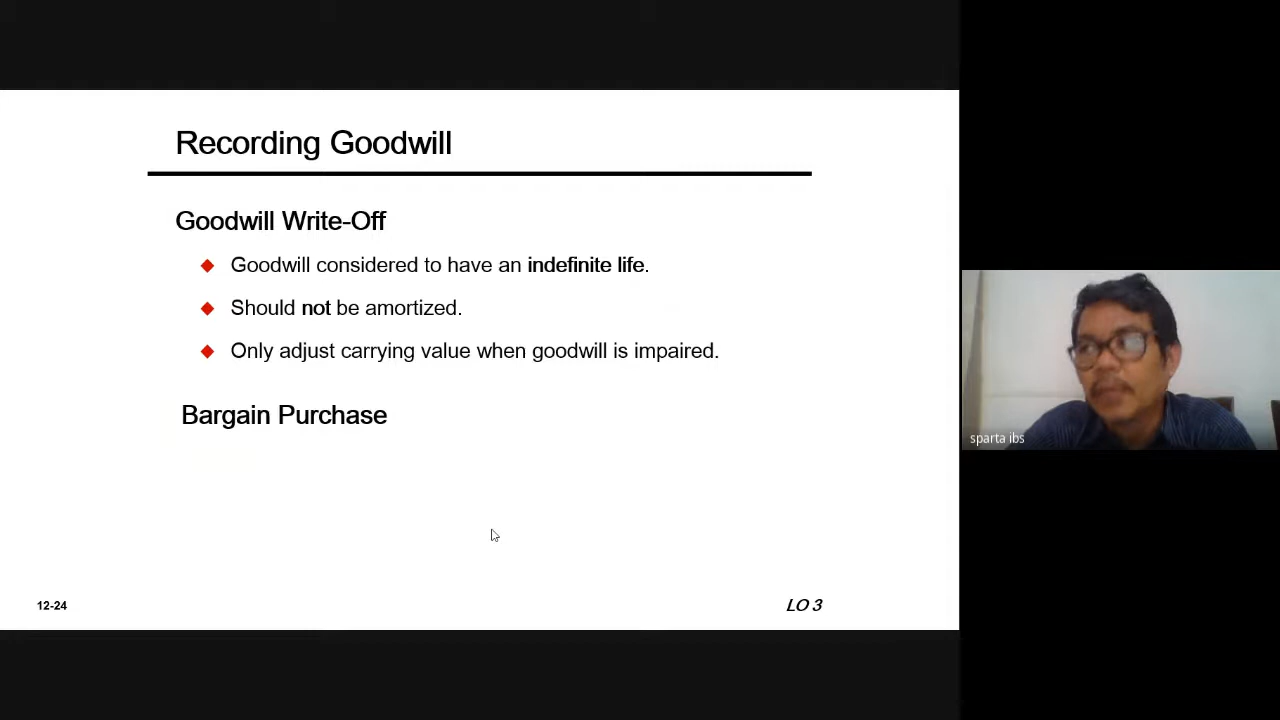 Recording Goodwill
Goodwill Write-Off
Goodwill considered to have an indefinite life.
Should not be amortized.
Only adjust carrying value when goodwill is impaired.
Bargain Purchase
12-24
LO 3
sparta ibs